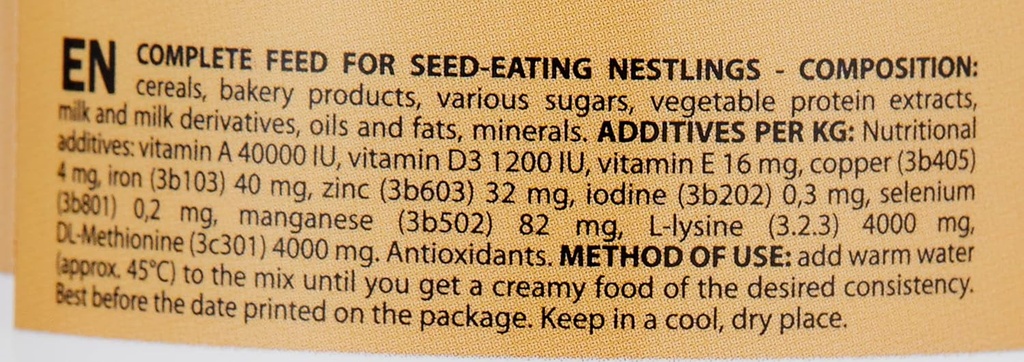 EN COMPLETE FEED FOR SEED-EATING NESTLINGS - COMPOSITION:
cereals, bakery products, various sugars, vegetable protein extracts,
milk and milk derivatives, oils and fats, minerals. ADDITIVES PER KG: Nutritional
additives: vitamin A 40000 IU, vitamin D3 1200 IU, vitamin E 16 mg, copper (3b405)
4 mg, iron (3b103) 40 mg, zinc (3b603) 32 mg, iodine (3b202) 0,3 mg, selenium
(3b801) 0,2 mg, manganese (3b502) 82 mg, L-lysine (3.2.3) 4000 mg,
DL-Methionine (3c301) 4000 mg. Antioxidants. METHOD OF USE: add warm water
(approx. 45°C) to the mix until you get a creamy food of the desired consistency.
Best before the date printed on the package. Keep in a cool, dry place.